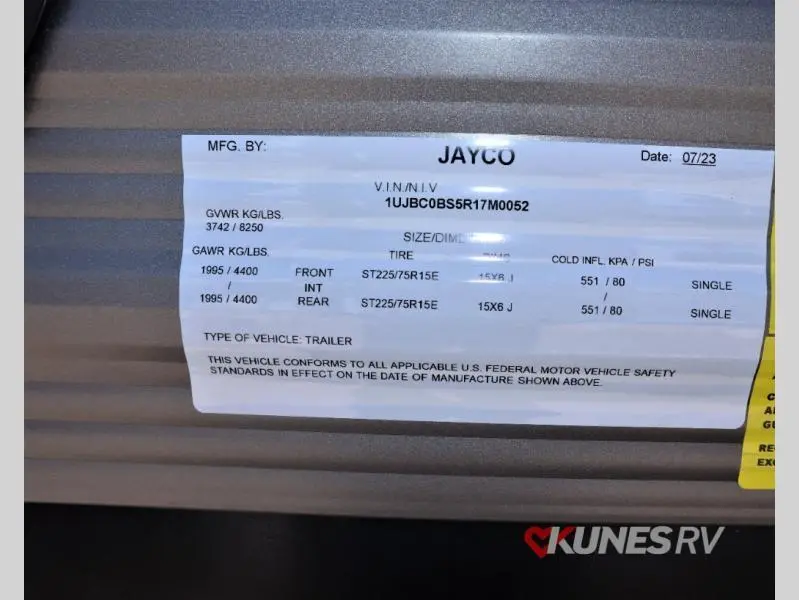 MFG. BY: JAYCO Date: 07/23
V.I.N./N.I.V
1UJBC0BS5R17M0052
GVWR KG/LBS.
3742 / 8250
GAWR KG/LBS. TIRE COLD INFL. KPA / PSI
1995 / 4400 FRONT ST225/75R15E 15X6 J 551 / 80 SINGLE
/ INT /
1995 / 4400 REAR ST225/75R15E 15X6 J 551 / 80 SINGLE
TYPE OF VEHICLE: TRAILER
THIS VEHICLE CONFORMS TO ALL APPLICABLE U.S. FEDERAL MOTOR VEHICLE SAFETY
STANDARDS IN EFFECT ON THE DATE OF MANUFACTURE SHOWN ABOVE.
KUNES RV